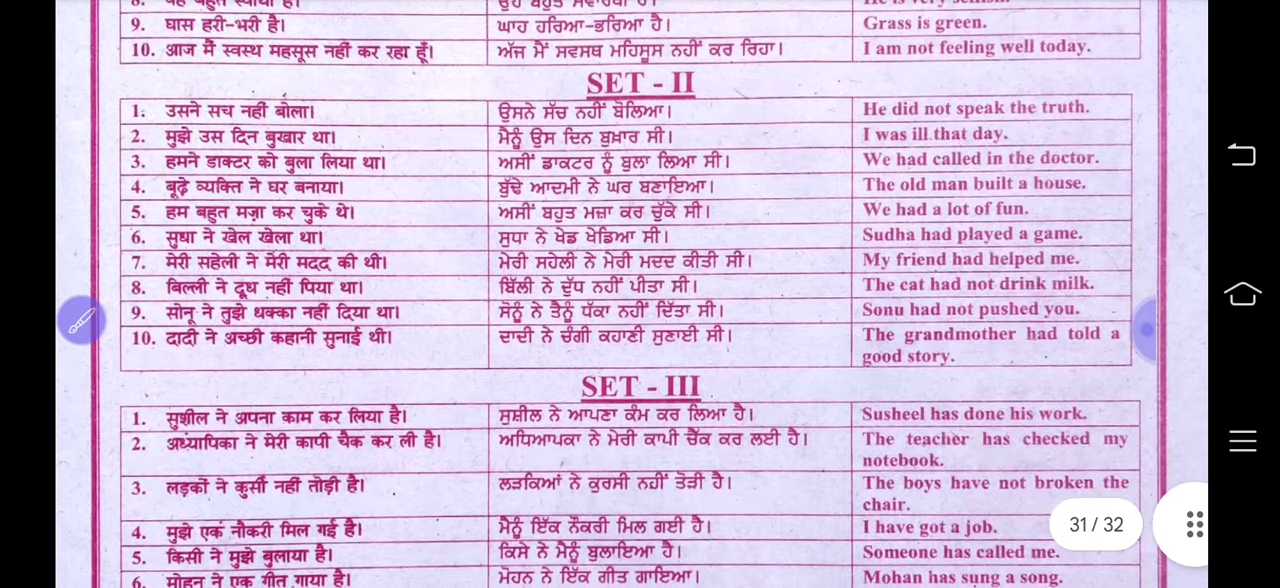 9. घास हरी-भरी है। ਘਾਹ ਹਰਿਆ-ਭਰਿਆ ਹੈ। Grass is green.
10. आज मैं स्वस्थ महसूस नहीं कर रहा हूँ। ਅੱਜ ਮੈਂ ਸਵਸਥ ਮਹਿਸੂਸ ਨਹੀਂ ਕਰ ਰਿਹਾ। I am not feeling well today.
SET - II
1. उसने सच नहीं बोला। ਉਸਨੇ ਸੱਚ ਨਹੀਂ ਬੋਲਿਆ। He did not speak the truth.
2. मुझे उस दिन बुखार था। ਮੈਨੂੰ ਉਸ ਦਿਨ ਬੁਖਾਰ ਸੀ। I was ill that day.
3. हमने डाक्टर को बुला लिया था। ਅਸੀਂ ਡਾਕਟਰ ਨੂੰ ਬੁਲਾ ਲਿਆ ਸੀ। We had called in the doctor.
4. बूढ़े व्यक्ति ने घर बनाया। ਬੁੱਢੇ ਆਦਮੀ ਨੇ ਘਰ ਬਣਾਇਆ। The old man built a house.
5. हम बहुत मज़ा कर चुके थे। ਅਸੀਂ ਬਹੁਤ ਮਜ਼ਾ ਕਰ ਚੁੱਕੇ ਸੀ। We had a lot of fun.
6. सुधा ने खेल खेला था। ਸੁਧਾ ਨੇ ਖੇਡ ਖੇਡਿਆ ਸੀ। Sudha had played a game.
7. मेरी सहेली ने मेरी मदद की थी। ਮੇਰੀ ਸਹੇਲੀ ਨੇ ਮੇਰੀ ਮਦਦ ਕੀਤੀ ਸੀ। My friend had helped me.
8. बिल्ली ने दूध नहीं पिया था। ਬਿੱਲੀ ਨੇ ਦੁੱਧ ਨਹੀਂ ਪੀਤਾ ਸੀ। The cat had not drink milk.
9. सोनू ने तुझे धक्का नहीं दिया था। ਸੋਨੂੰ ਨੇ ਤੈਨੂੰ ਧੱਕਾ ਨਹੀਂ ਦਿੱਤਾ ਸੀ। Sonu had not pushed you.
10. दादी ने अच्छी कहानी सुनाई थी। ਦਾਦੀ ਨੇ ਚੰਗੀ ਕਹਾਣੀ ਸੁਣਾਈ ਸੀ। The grandmother had told a
good story.
SET - III
1. सुशील ने अपना काम कर लिया है। ਸੁਸ਼ੀਲ ਨੇ ਆਪਣਾ ਕੰਮ ਕਰ ਲਿਆ ਹੈ। Susheel has done his work.
2. अध्यापिका ने मेरी कापी चैक कर ली है। ਅਧਿਆਪਕਾ ਨੇ ਮੇਰੀ ਕਾਪੀ ਚੈੱਕ ਕਰ ਲਈ ਹੈ। The teacher has checked my
notebook.
3. लड़कों ने कुर्सी नहीं तोड़ी है। ਲੜਕਿਆਂ ਨੇ ਕੁਰਸੀ ਨਹੀਂ ਤੋੜੀ ਹੈ। The boys have not broken the
chair.
4. मुझे एक नौकरी मिल गई है। ਮੈਨੂੰ ਇੱਕ ਨੌਕਰੀ ਮਿਲ ਗਈ ਹੈ। I have got a job.
31 / 32
5. किसी ने मुझे बुलाया है। ਕਿਸੇ ਨੇ ਮੈਨੂੰ ਬੁਲਾਇਆ ਹੈ। Someone has called me.
6. मोहन ने एक गीत गाया है। ਮੋਹਨ ਨੇ ਇੱਕ ਗੀਤ ਗਾਇਆ। Mohan has sung a song.